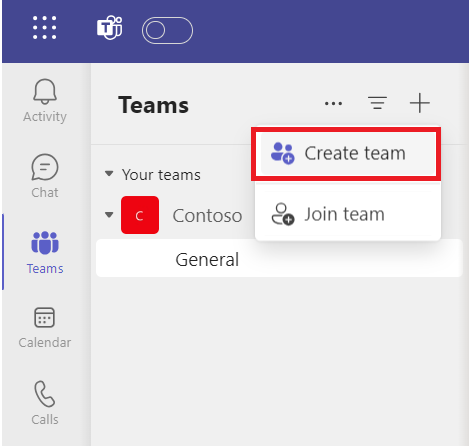 T
Activity
Chat
Teams
Calendar
Calls
Teams
...
Create team
Join team
Your teams
C
Contoso
General